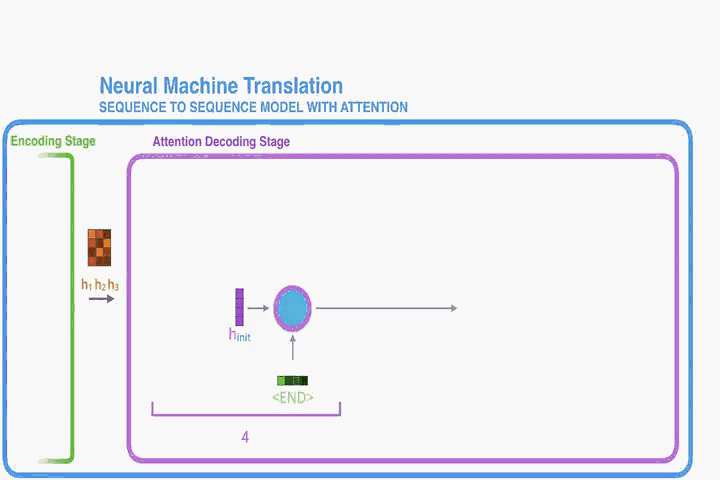 Neural Machine Translation
SEQUENCE TO SEQUENCE MODEL WITH ATTENTION
Encoding Stage
Attention Decoding Stage
h₁ h₂ h₃
h_init
<END>
4